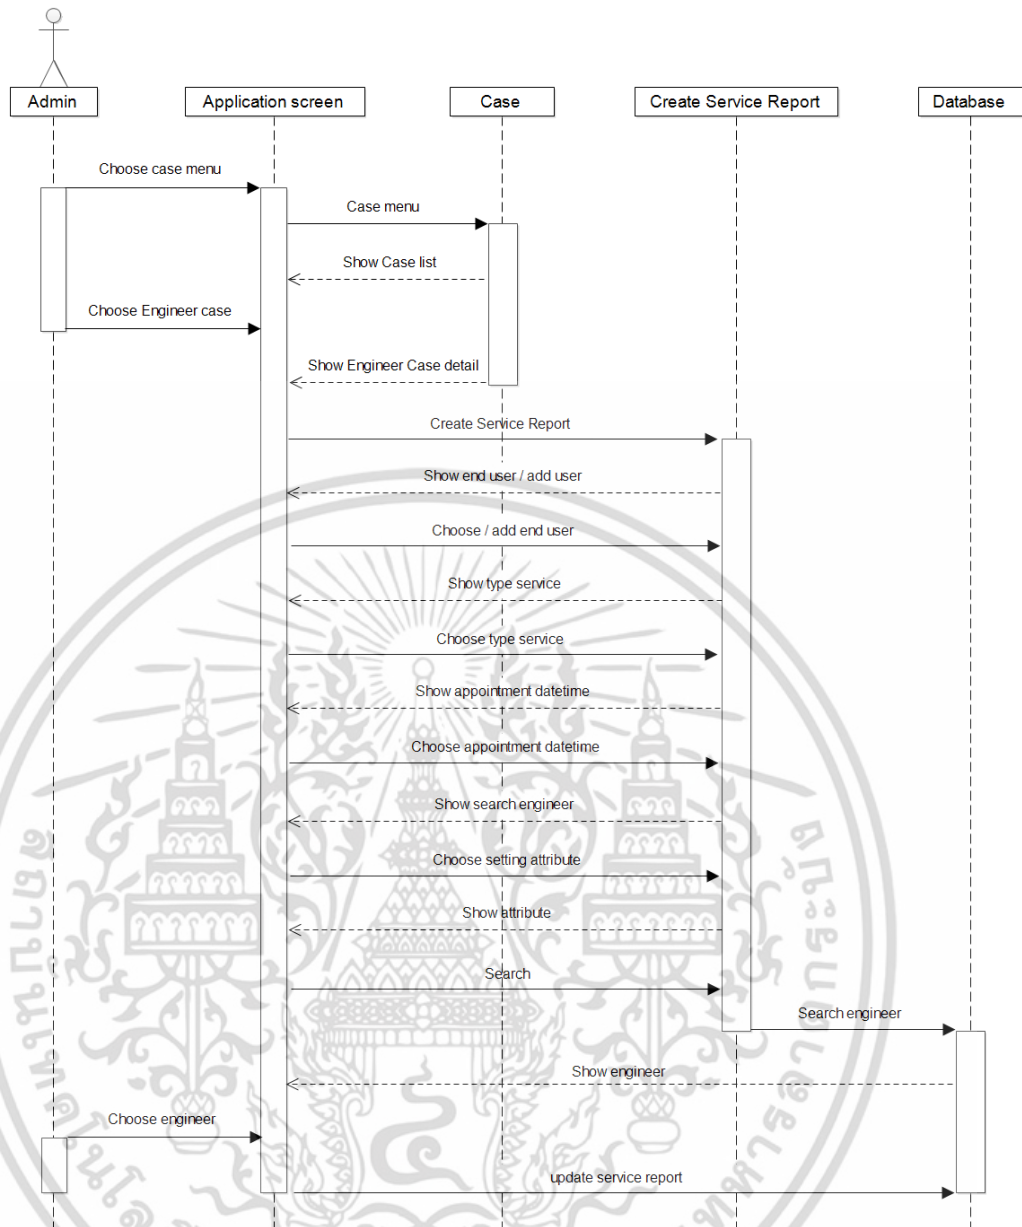 Admin
Application screen
Case
Create Service Report
Database
Choose case menu
Case menu
Show Case list
Choose Engineer case
Show Engineer Case detail
Create Service Report
Show end user / add user
Choose / add end user
Show type service
Choose type service
Show appointment datetime
Choose appointment datetime
Show search engineer
Choose setting attribute
Show attribute
Search
Search engineer
Show engineer
Choose engineer
update service report